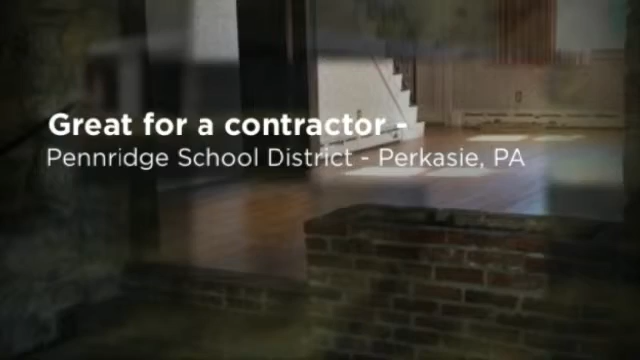 Great for a contractor -
Pennridge School District - Perkasie, PA